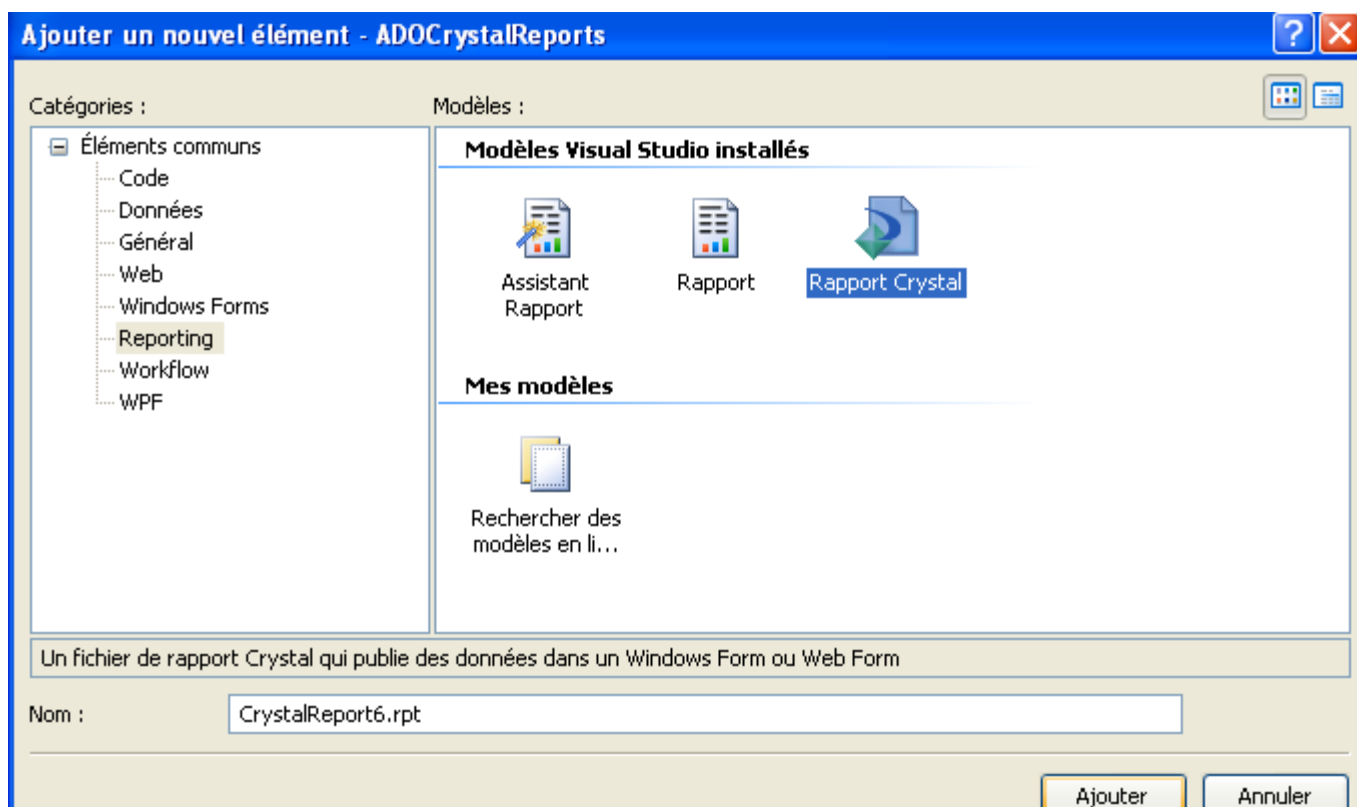 Ajouter un nouvel élément - ADOCrystalReports
Catégories :
Modèles :
Éléments communs
Code
Données
Général
Web
Windows Forms
Reporting
Workflow
WPF
Modèles Visual Studio installés
Assistant
Rapport
Rapport
Rapport Crystal
Mes modèles
Rechercher des
modèles en li...
Un fichier de rapport Crystal qui publie des données dans un Windows Form ou Web Form
Nom :
CrystalReport6.rpt
Ajouter
Annuler